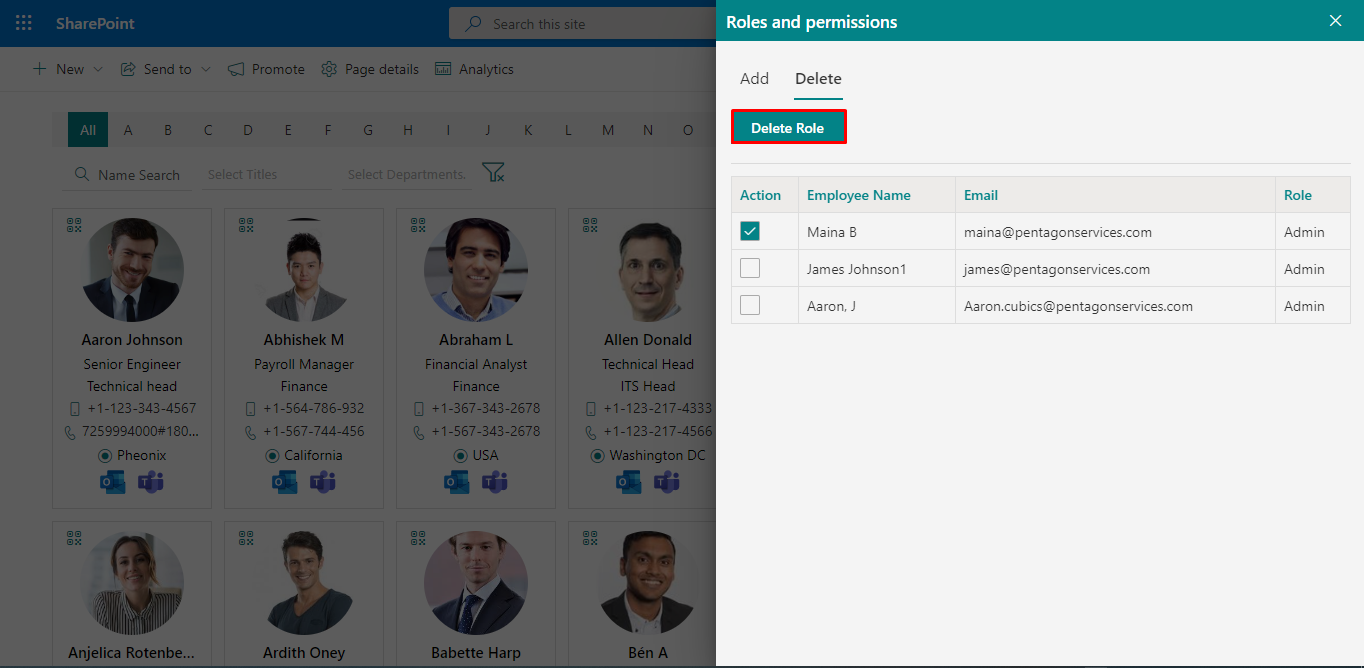 SharePoint
Search this site
New
Send to
Promote
Page details
Analytics
All A B C D E F G H I J K L M N O
Name Search
Select Titles
Select Departments.
Aaron Johnson
Senior Engineer
Technical head
+1-123-343-4567
7259994000#180...
Pheonix
Abhishek M
Payroll Manager
Finance
+1-564-786-932
+1-567-744-456
California
Abraham L
Financial Analyst
Finance
+1-367-343-2678
+1-567-343-2678
USA
Allen Donald
Technical Head
ITS Head
+1-123-217-4333
+1-123-217-4566
Washington DC
Anjelica Rotenbe...
Ardith Oney
Babette Harp
Bén A
Roles and permissions
Add
Delete
Delete Role
Action Employee Name Email Role
Maina B maina@pentagonservices.com Admin
James Johnson1 james@pentagonservices.com Admin
Aaron, J Aaron.cubics@pentagonservices.com Admin